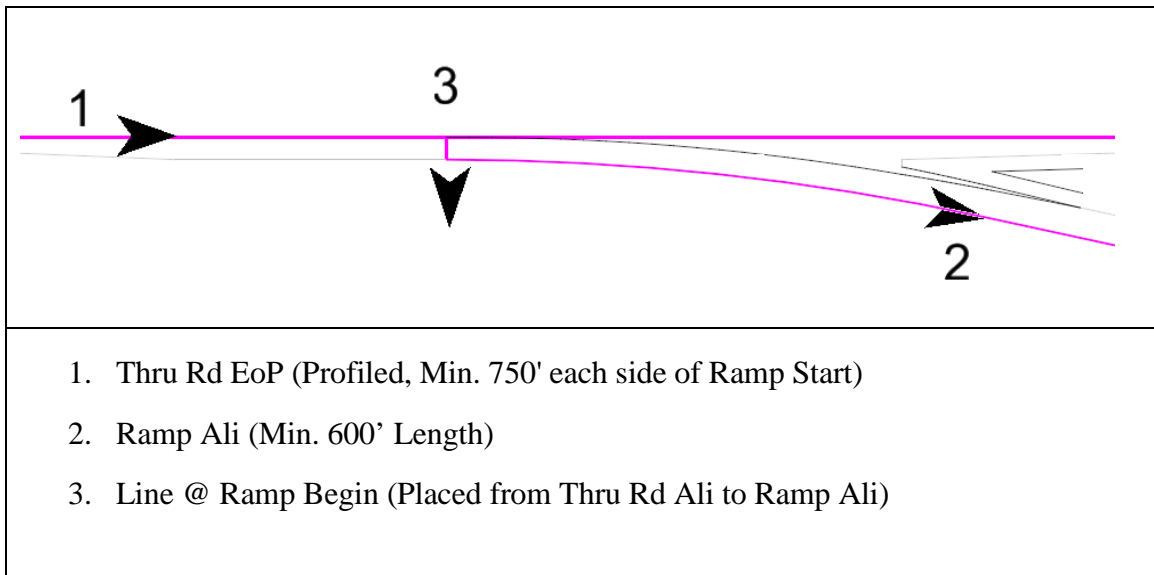 1
3
2
1. Thru Rd EoP (Profiled, Min. 750' each side of Ramp Start)
2. Ramp Ali (Min. 600’ Length)
3. Line @ Ramp Begin (Placed from Thru Rd Ali to Ramp Ali)